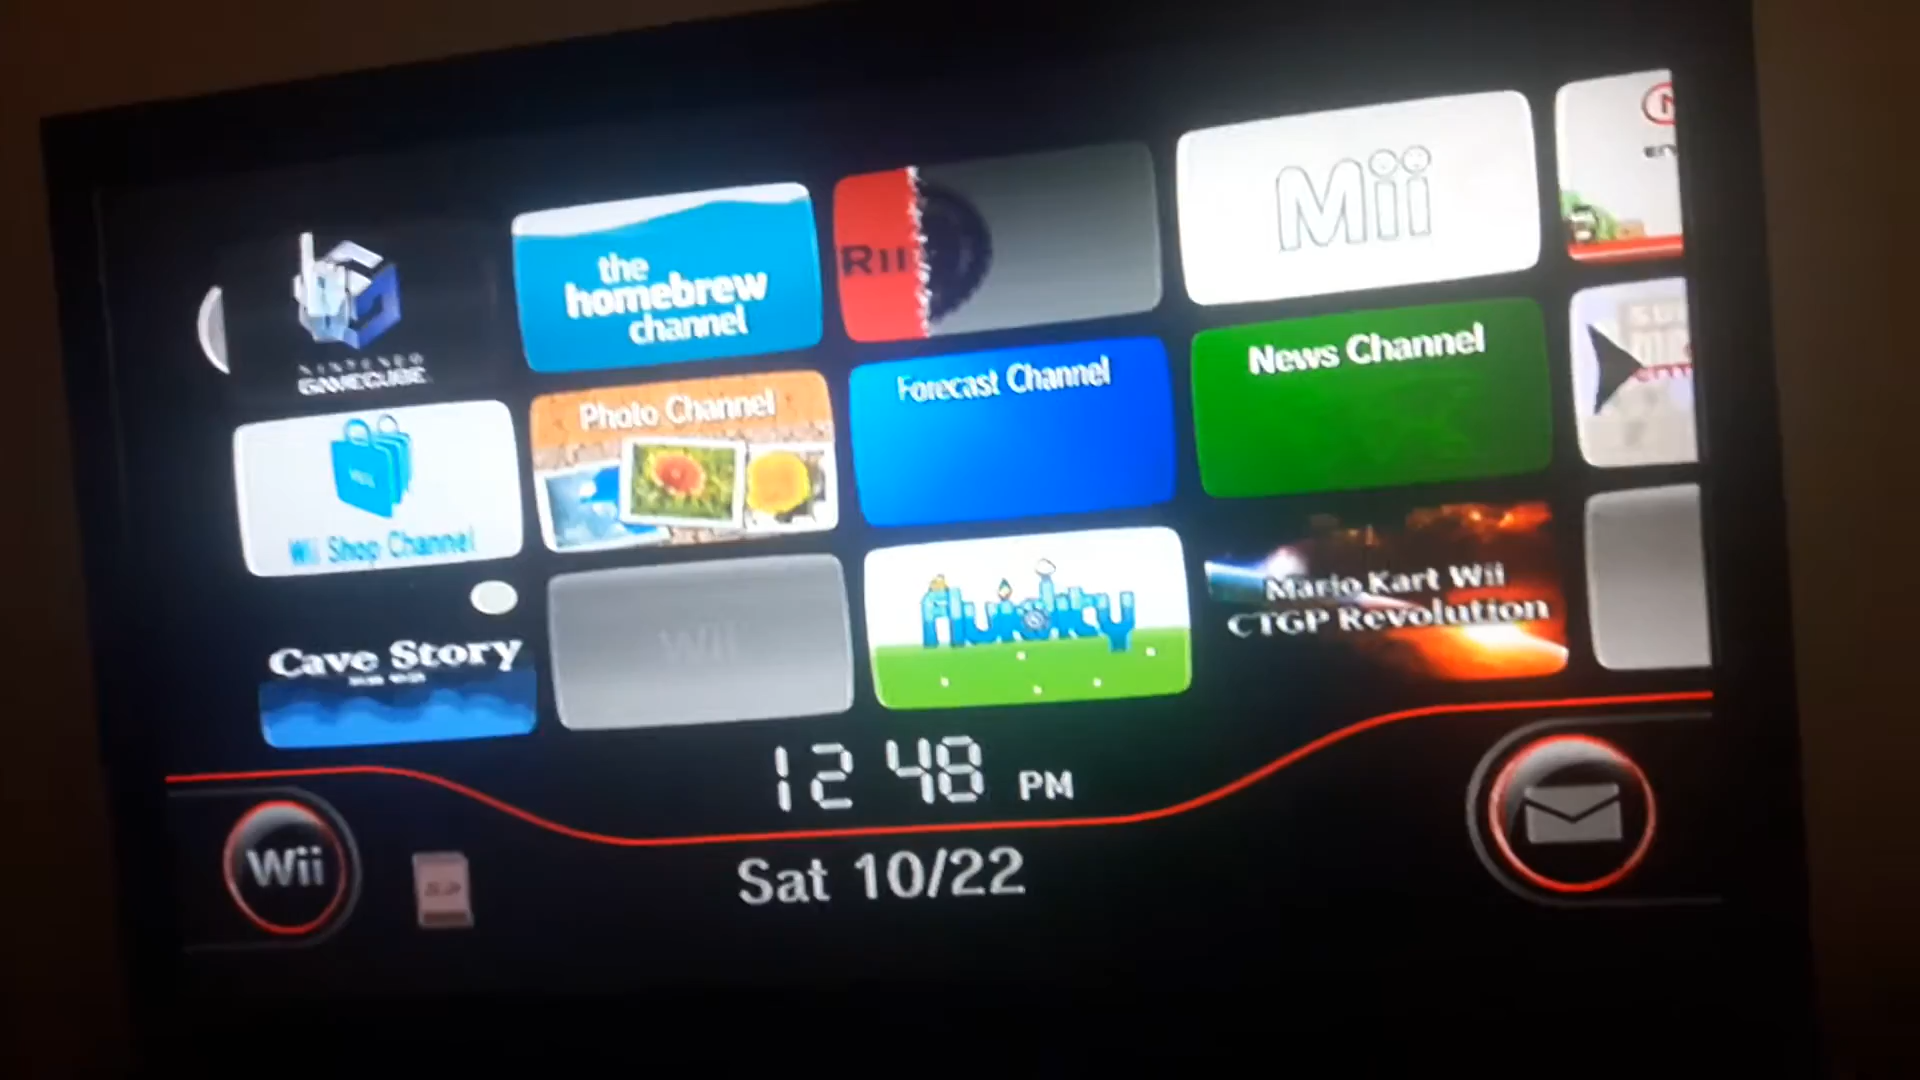 NINTENDO
GAMECUBE
the
homebrew
channel
Rii
Mii
Wii Shop Channel
Photo Channel
Forecast Channel
News Channel
Cave Story
Wii
Flunky
Mario Kart Wii
CTGP Revolution
12 48 PM
Wii
Sat 10/22